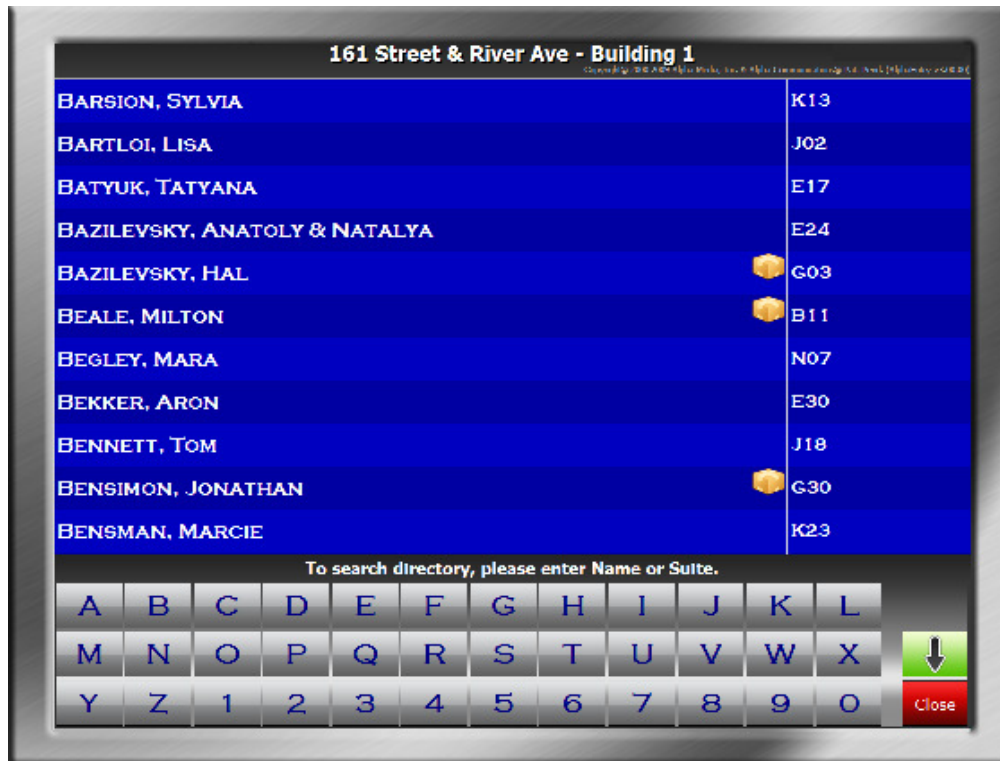 161 Street & River Ave - Building 1
BARSION, SYLVIA K13
BARTLOI, LISA J02
BATYUK, TATYANA E17
BAZILEVSKY, ANATOLY & NATALYA E24
BAZILEVSKY, HAL G03
BEALE, MILTON B11
BEGLEY, MARA N07
BEKKER, ARON E30
BENNETT, TOM J18
BENSIMON, JONATHAN G30
BENSMAN, MARCIE K23
To search directory, please enter Name or Suite.
A B C D E F G H I J K L
M N O P Q R S T U V W X
Y Z 1 2 3 4 5 6 7 8 9 0 Close